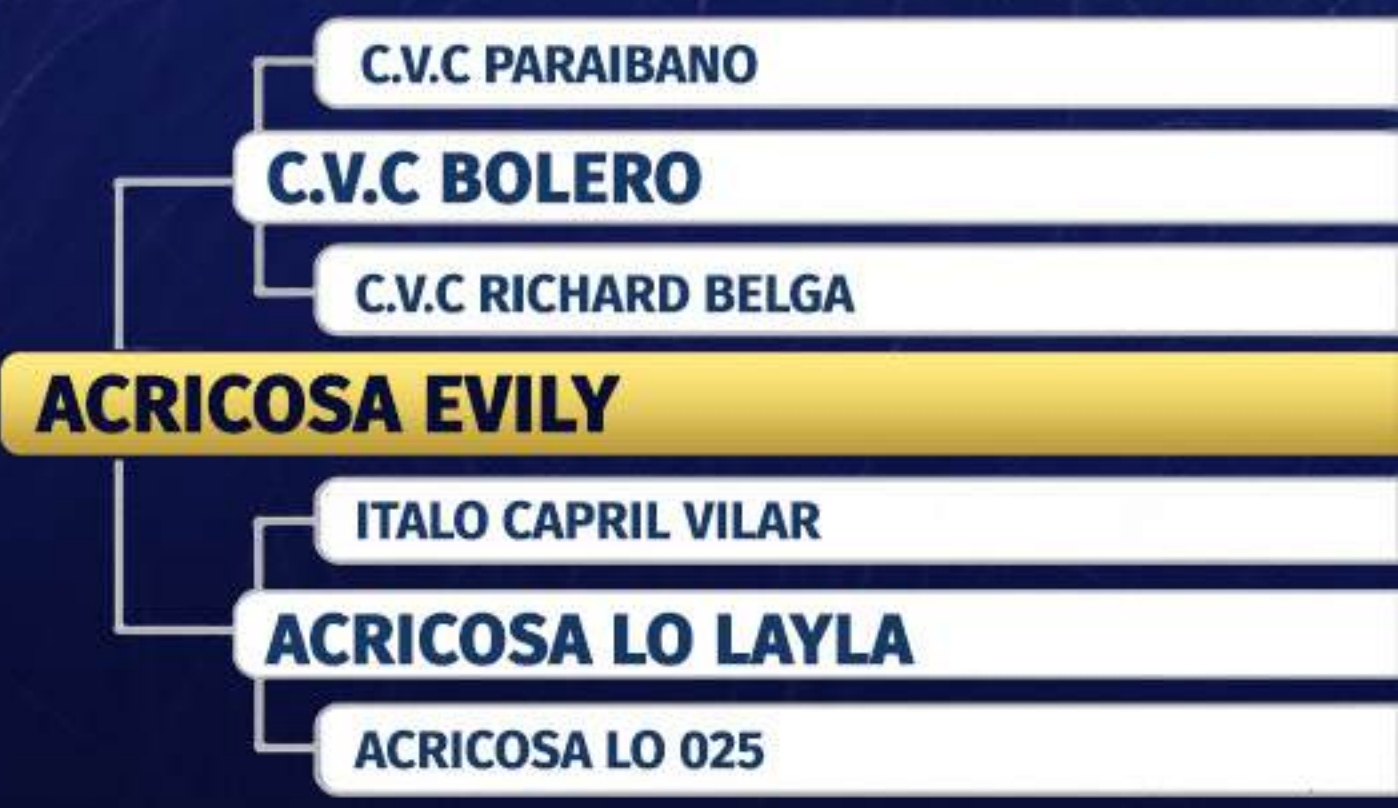 C.V.C PARAIBANO
C.V.C BOLERO
C.V.C RICHARD BELGA
ACRICOSA EVILY
ITALO CAPRIL VILAR
ACRICOSA LO LAYLA
ACRICOSA LO 025